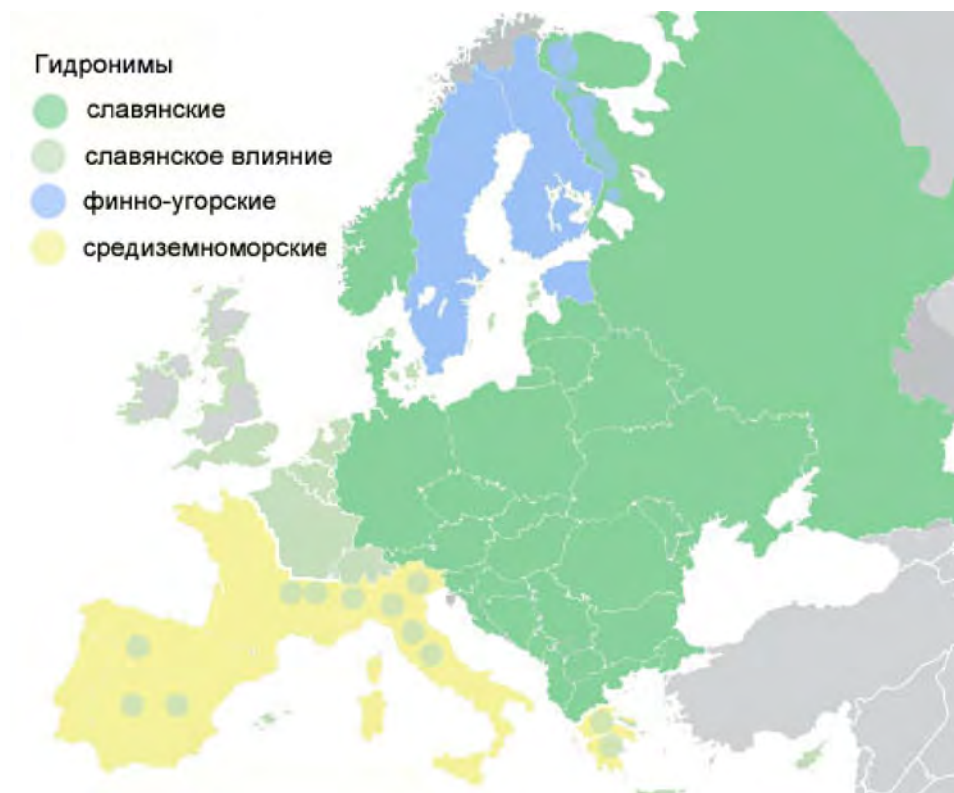 Гидронимы
славянские
славянское влияние
финно-угорские
средиземноморские